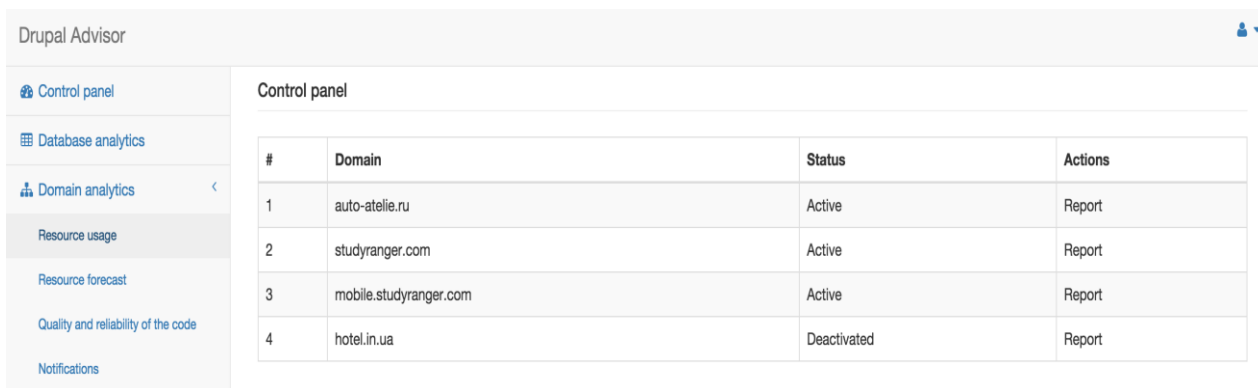 Drupal Advisor
Control panel
Database analytics
Domain analytics
Resource usage
Resource forecast
Quality and reliability of the code
Notifications
Control panel
# Domain Status Actions
1 auto-atelie.ru Active Report
2 studyranger.com Active Report
3 mobile.studyranger.com Active Report
4 hotel.in.ua Deactivated Report